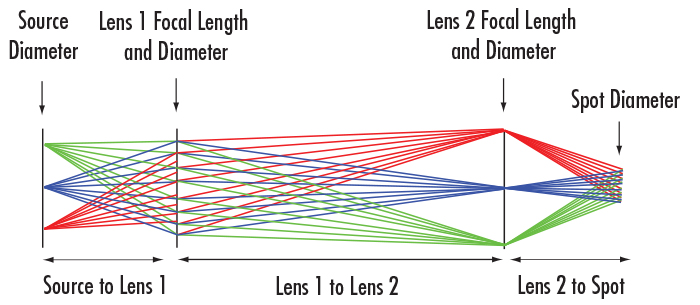 Source
Diameter
Lens 1 Focal Length
and Diameter
Lens 2 Focal Length
and Diameter
Spot Diameter
Source to Lens 1
Lens 1 to Lens 2
Lens 2 to Spot